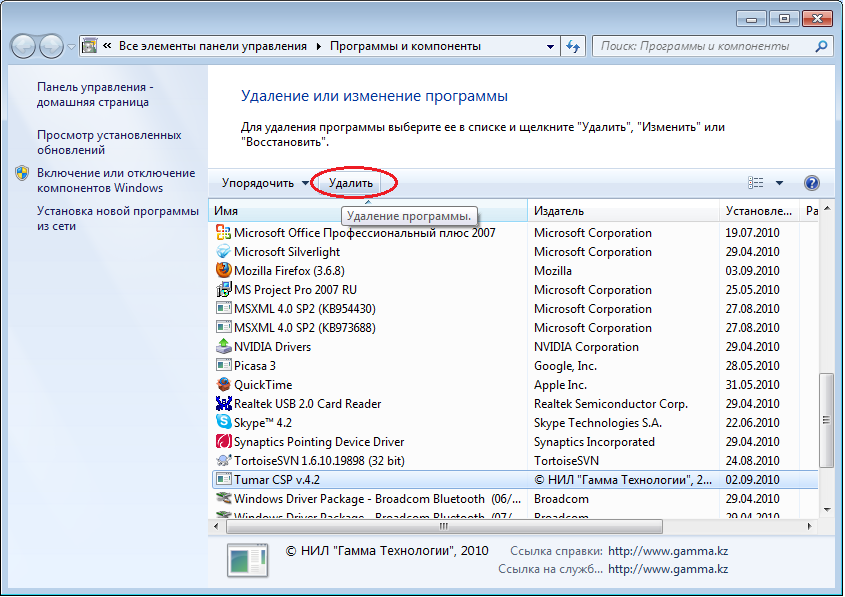 « Все элементы панели управления ▸ Программы и компоненты
Поиск: Программы и компоненты
Панель управления - домашняя страница
Просмотр установленных обновлений
Включение или отключение компонентов Windows
Установка новой программы из сети
Удаление или изменение программы
Для удаления программы выберите ее в списке и щелкните "Удалить", "Изменить" или
"Восстановить".
Упорядочить Удалить
Имя Издатель Установле... Ра
Удаление программы.
Microsoft Office Профессиональный плюс 2007 Microsoft Corporation 19.07.2010
Microsoft Silverlight Microsoft Corporation 29.04.2010
Mozilla Firefox (3.6.8) Mozilla 03.09.2010
MS Project Pro 2007 RU Microsoft Corporation 25.05.2010
MSXML 4.0 SP2 (KB954430) Microsoft Corporation 27.08.2010
MSXML 4.0 SP2 (KB973688) Microsoft Corporation 27.08.2010
NVIDIA Drivers NVIDIA Corporation 29.04.2010
Picasa 3 Google, Inc. 28.05.2010
QuickTime Apple Inc. 31.05.2010
Realtek USB 2.0 Card Reader Realtek Semiconductor Corp. 29.04.2010
Skype™ 4.2 Skype Technologies S.A. 22.06.2010
Synaptics Pointing Device Driver Synaptics Incorporated 29.04.2010
TortoiseSVN 1.6.10.19898 (32 bit) TortoiseSVN 24.08.2010
Tumar CSP v.4.2 © НИЛ "Гамма Технологии", 2... 02.09.2010
Windows Driver Package - Broadcom Bluetooth (06/... Broadcom 29.04.2010
Windows Driver Package - Broadcom Bluetooth (07/... Broadcom 29.04.2010
© НИЛ "Гамма Технологии", 2010 Ссылка справки: http://www.gamma.kz
Ссылка на служб... http://www.gamma.kz